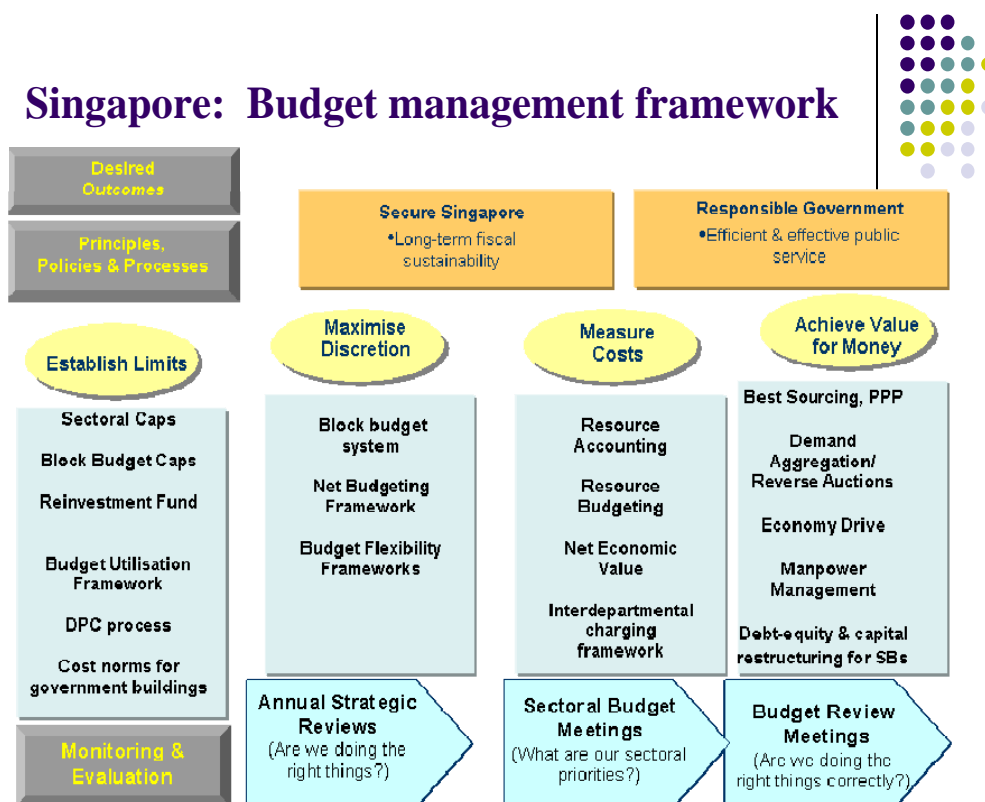 Singapore: Budget management framework
Desired
Outcomes
Principles,
Policies & Processes
Secure Singapore
•Long-term fiscal
sustainability
Responsible Government
•Efficient & effective public
service
Establish Limits
Sectoral Caps
Block Budget Caps
Reinvestment Fund
Budget Utilisation
Framework
DPC process
Cost norms for
government buildings
Maximise
Discretion
Block budget
system
Net Budgeting
Framework
Budget Flexibility
Frameworks
Measure
Costs
Resource
Accounting
Resource
Budgeting
Net Economic
Value
Interdepartmental
charging
framework
Achieve Value
for Money
Best Sourcing, PPP
Demand
Aggregation/
Reverse Auctions
Economy Drive
Manpower
Management
Debt-equity & capital
restructuring for SBs
Monitoring &
Evaluation
Annual Strategic
Reviews
(Are we doing the
right things?)
Sectoral Budget
Meetings
(What are our sectoral
priorities?)
Budget Review
Meetings
(Are we doing the
right things correctly?)